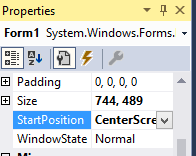 Properties
Form1 System.Windows.Forms.
Padding 0, 0, 0, 0
Size 744, 489
StartPosition CenterScre
WindowState Normal